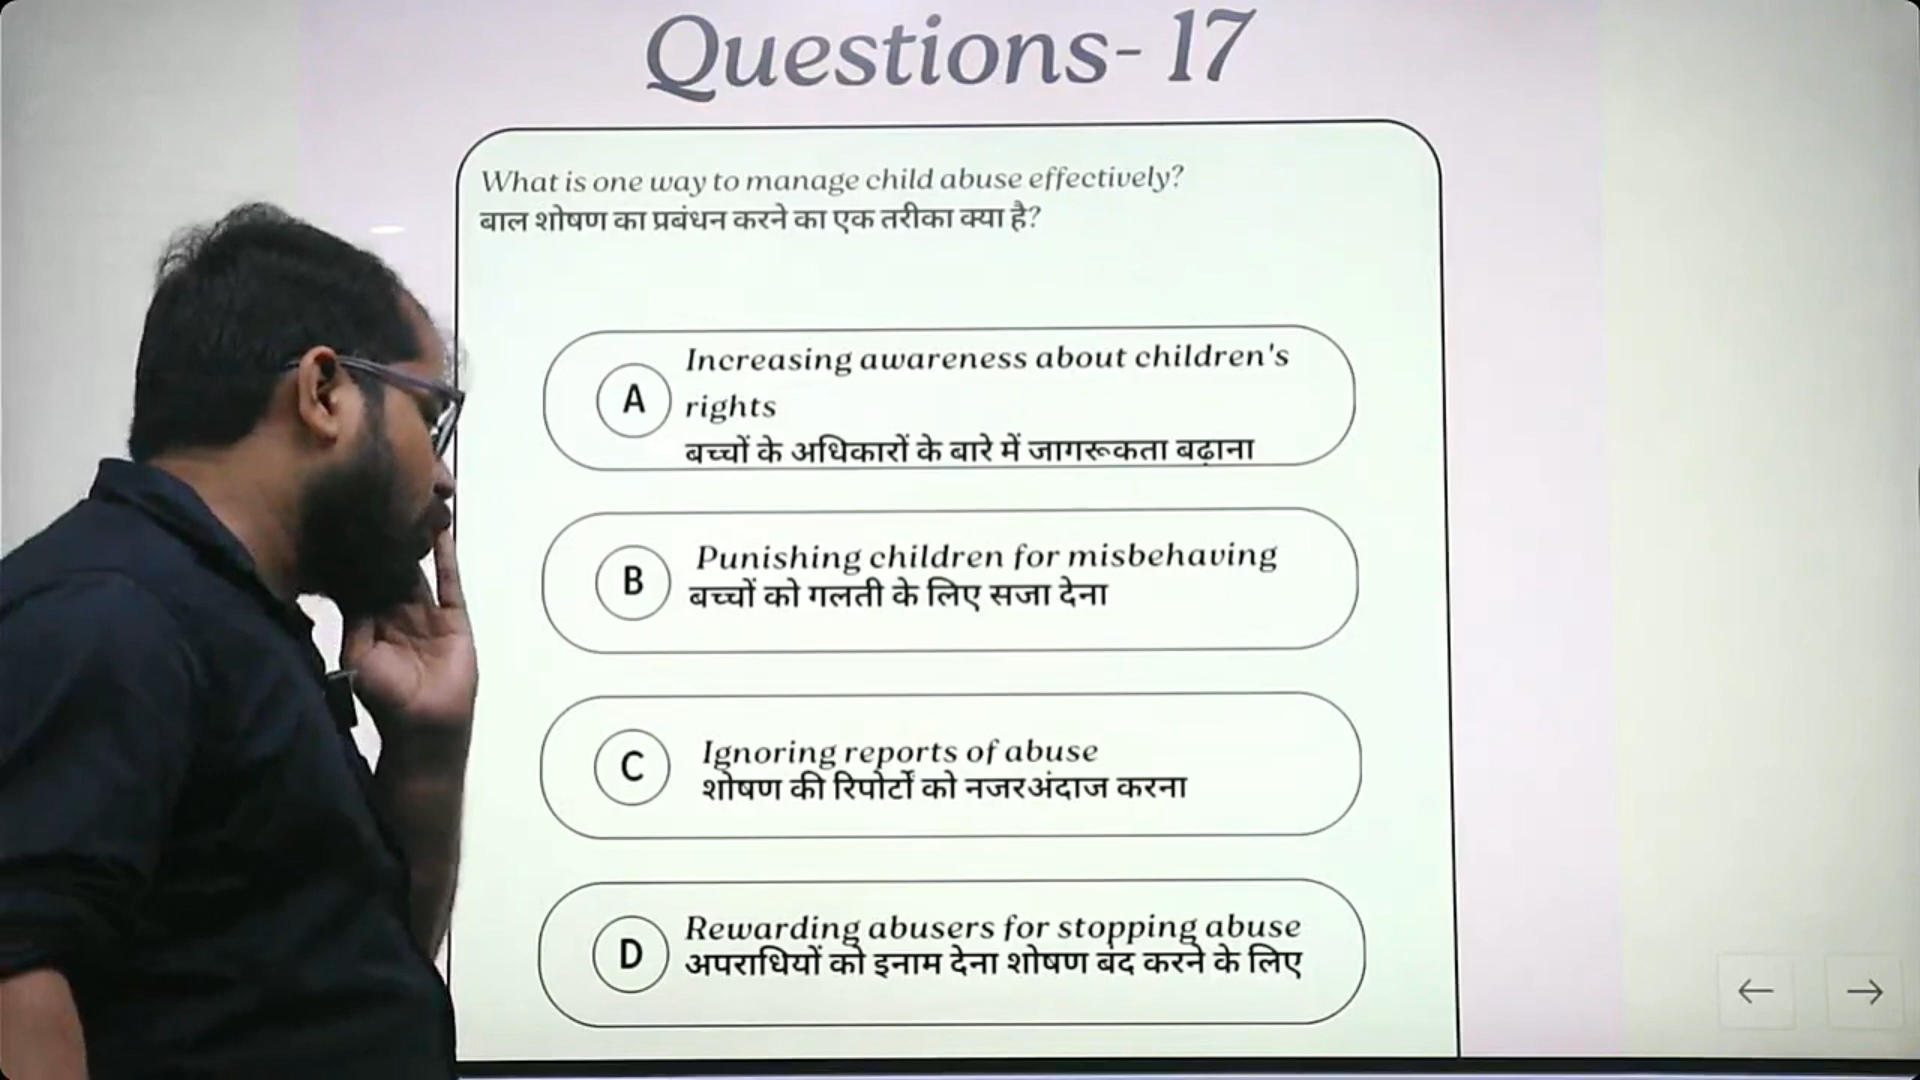 Questions- 17
What is one way to manage child abuse effectively?
बाल शोषण का प्रबंधन करने का एक तरीका क्या है?
A
Increasing awareness about children's
rights
बच्चों के अधिकारों के बारे में जागरूकता बढ़ाना
B
Punishing children for misbehaving
बच्चों को गलती के लिए सजा देना
C
Ignoring reports of abuse
शोषण की रिपोर्टों को नजरअंदाज करना
D
Rewarding abusers for stopping abuse
अपराधियों को इनाम देना शोषण बंद करने के लिए